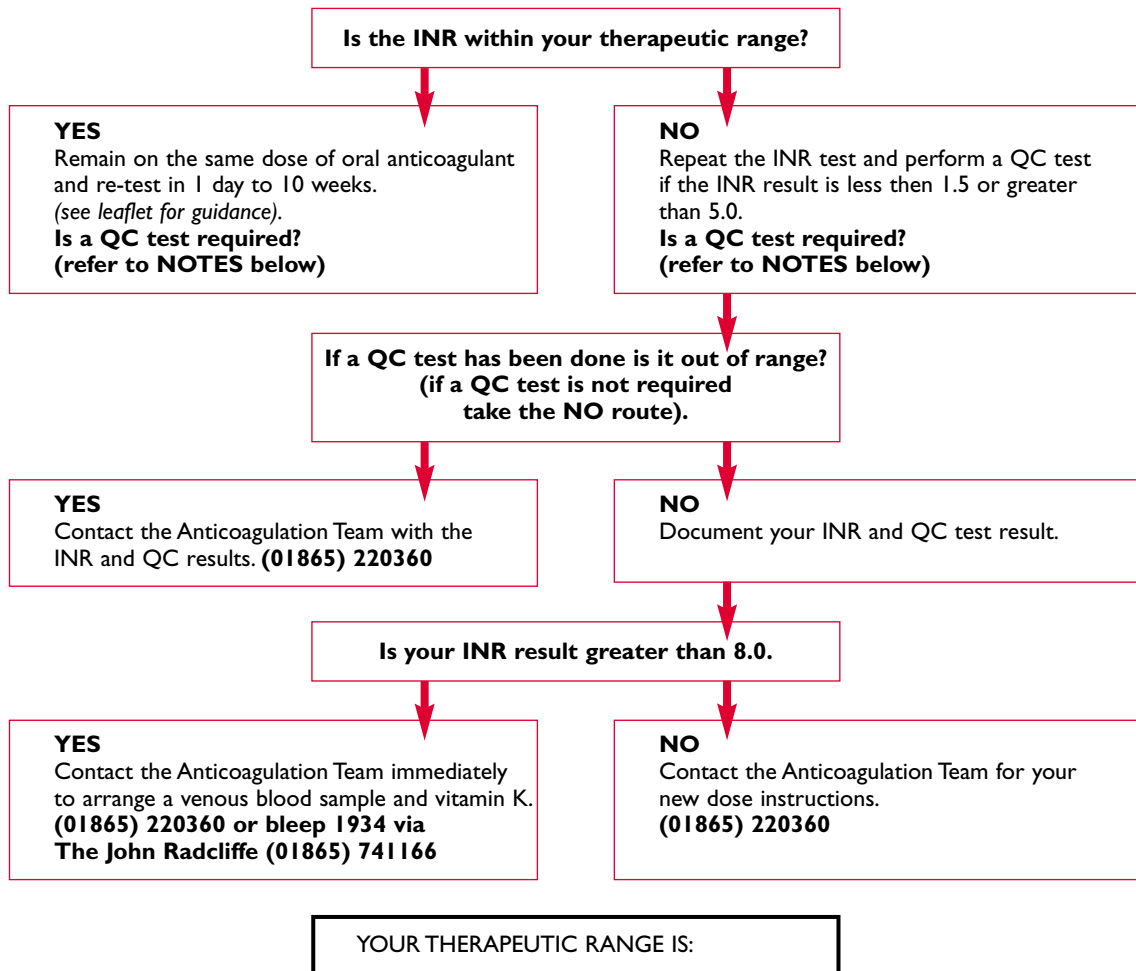 Is the INR within your therapeutic range?
YES
Remain on the same dose of oral anticoagulant
and re-test in 1 day to 10 weeks.
(see leaflet for guidance).
Is a QC test required?
(refer to NOTES below)
NO
Repeat the INR test and perform a QC test
if the INR result is less then 1.5 or greater
than 5.0.
Is a QC test required?
(refer to NOTES below)
If a QC test has been done is it out of range?
(if a QC test is not required
take the NO route).
YES
Contact the Anticoagulation Team with the
INR and QC results. (01865) 220360
NO
Document your INR and QC test result.
Is your INR result greater than 8.0.
YES
Contact the Anticoagulation Team immediately
to arrange a venous blood sample and vitamin K.
(01865) 220360 or bleep 1934 via
The John Radcliffe (01865) 741166
NO
Contact the Anticoagulation Team for your
new dose instructions.
(01865) 220360
YOUR THERAPEUTIC RANGE IS: